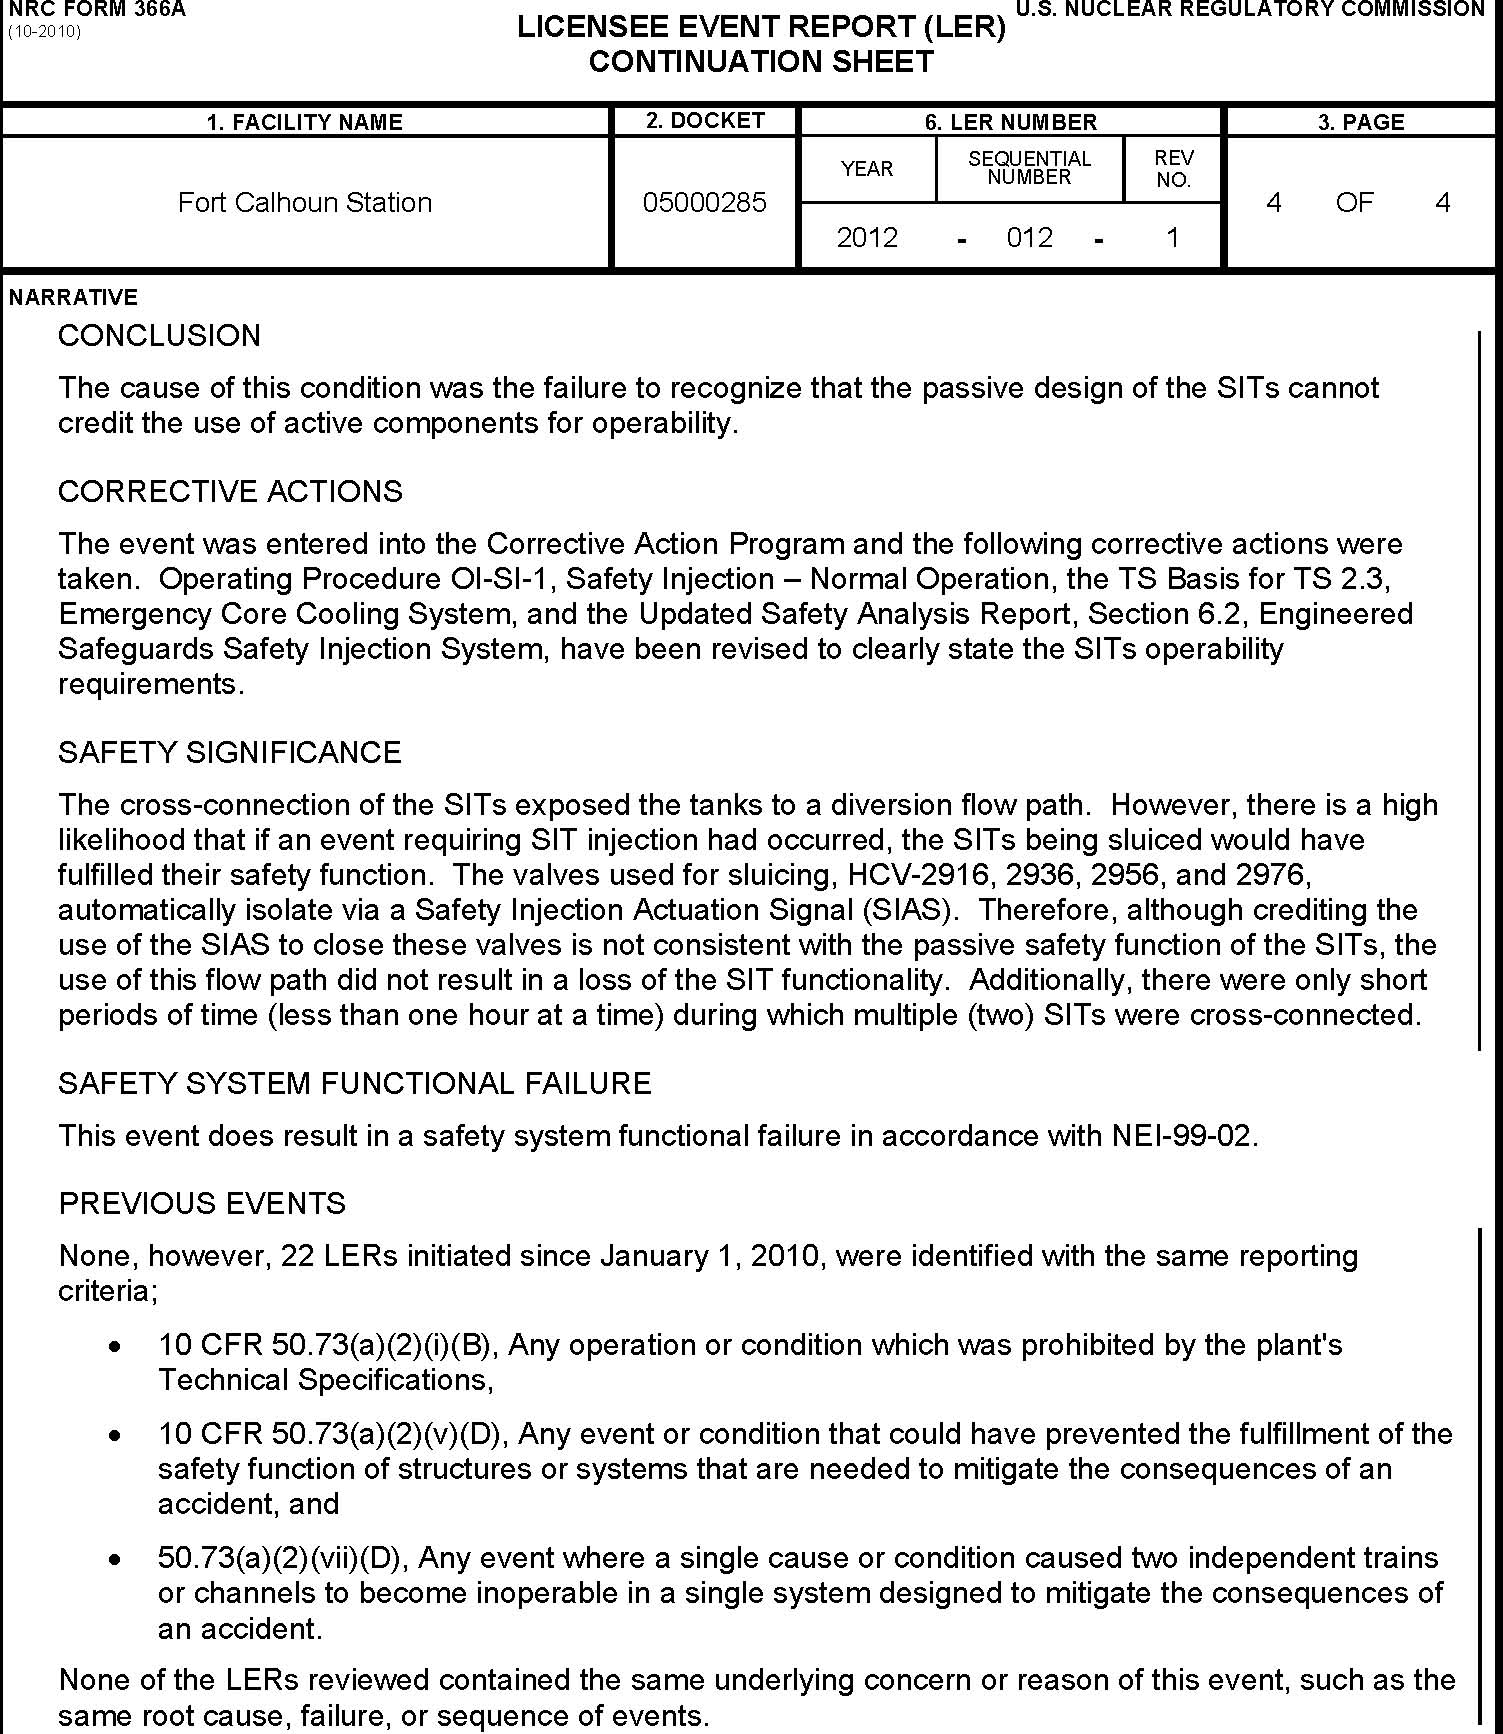 NRC FORM 366A
(10-2010)
U.S. NUCLEAR REGULATORY COMMISSION
LICENSEE EVENT REPORT (LER)
CONTINUATION SHEET
1. FACILITY NAME
2. DOCKET
6. LER NUMBER
3. PAGE
Fort Calhoun Station
05000285
YEAR
SEQUENTIAL
NUMBER
REV
NO.
4 OF 4
2012 - 012 - 1
NARRATIVE
CONCLUSION
The cause of this condition was the failure to recognize that the passive design of the SITs cannot
credit the use of active components for operability.
CORRECTIVE ACTIONS
The event was entered into the Corrective Action Program and the following corrective actions were
taken. Operating Procedure OI-SI-1, Safety Injection – Normal Operation, the TS Basis for TS 2.3,
Emergency Core Cooling System, and the Updated Safety Analysis Report, Section 6.2, Engineered
Safeguards Safety Injection System, have been revised to clearly state the SITs operability
requirements.
SAFETY SIGNIFICANCE
The cross-connection of the SITs exposed the tanks to a diversion flow path. However, there is a high
likelihood that if an event requiring SIT injection had occurred, the SITs being sluiced would have
fulfilled their safety function. The valves used for sluicing, HCV-2916, 2936, 2956, and 2976,
automatically isolate via a Safety Injection Actuation Signal (SIAS). Therefore, although crediting the
use of the SIAS to close these valves is not consistent with the passive safety function of the SITs, the
use of this flow path did not result in a loss of the SIT functionality. Additionally, there were only short
periods of time (less than one hour at a time) during which multiple (two) SITs were cross-connected.
SAFETY SYSTEM FUNCTIONAL FAILURE
This event does result in a safety system functional failure in accordance with NEI-99-02.
PREVIOUS EVENTS
None, however, 22 LERs initiated since January 1, 2010, were identified with the same reporting
criteria;
• 10 CFR 50.73(a)(2)(i)(B), Any operation or condition which was prohibited by the plant's
Technical Specifications,
• 10 CFR 50.73(a)(2)(v)(D), Any event or condition that could have prevented the fulfillment of the
safety function of structures or systems that are needed to mitigate the consequences of an
accident, and
• 50.73(a)(2)(vii)(D), Any event where a single cause or condition caused two independent trains
or channels to become inoperable in a single system designed to mitigate the consequences of
an accident.
None of the LERs reviewed contained the same underlying concern or reason of this event, such as the
same root cause, failure, or sequence of events.